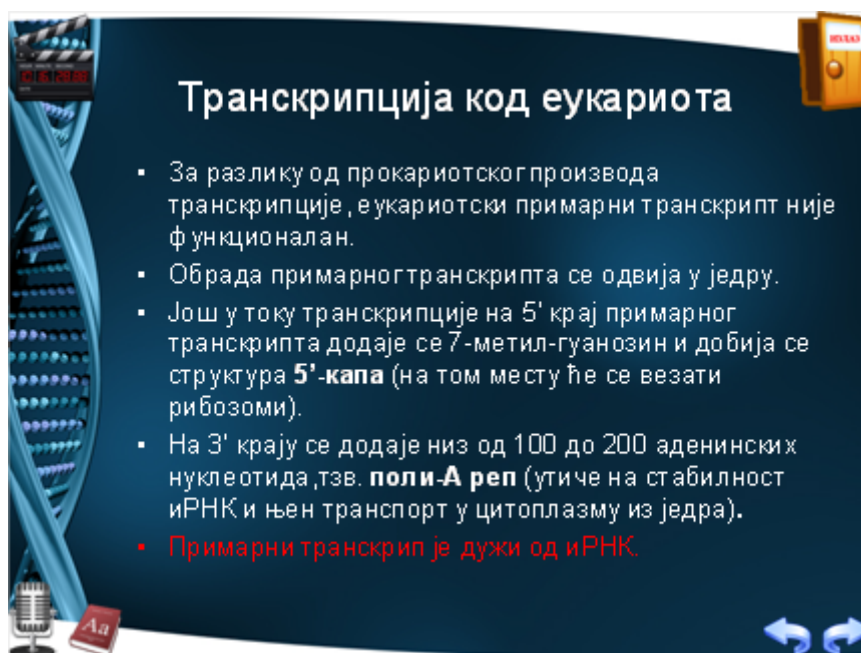 Транскрипција код еукариота
▪ За разлику од прокариотског производа
транскрипције, еукариотски примарни транскрипт није
функционалан.
▪ Обрада примарног транскрипта се одвија у једру.
▪ Још у току транскрипције на 5' крај примарног
транскрипта додаје се 7-метил-гуанозин и добија се
структура 5'-капа (на том месту ће се везати
рибозоми).
▪ На 3' крају се додаје низ од 100 до 200 аденинских
нуклеотида,тзв. поли-А реп (утиче на стабилност
иРНК и њен транспорт у цитоплазму из једра).
▪ Примарни транскрип је дужи од иРНК.
Aa